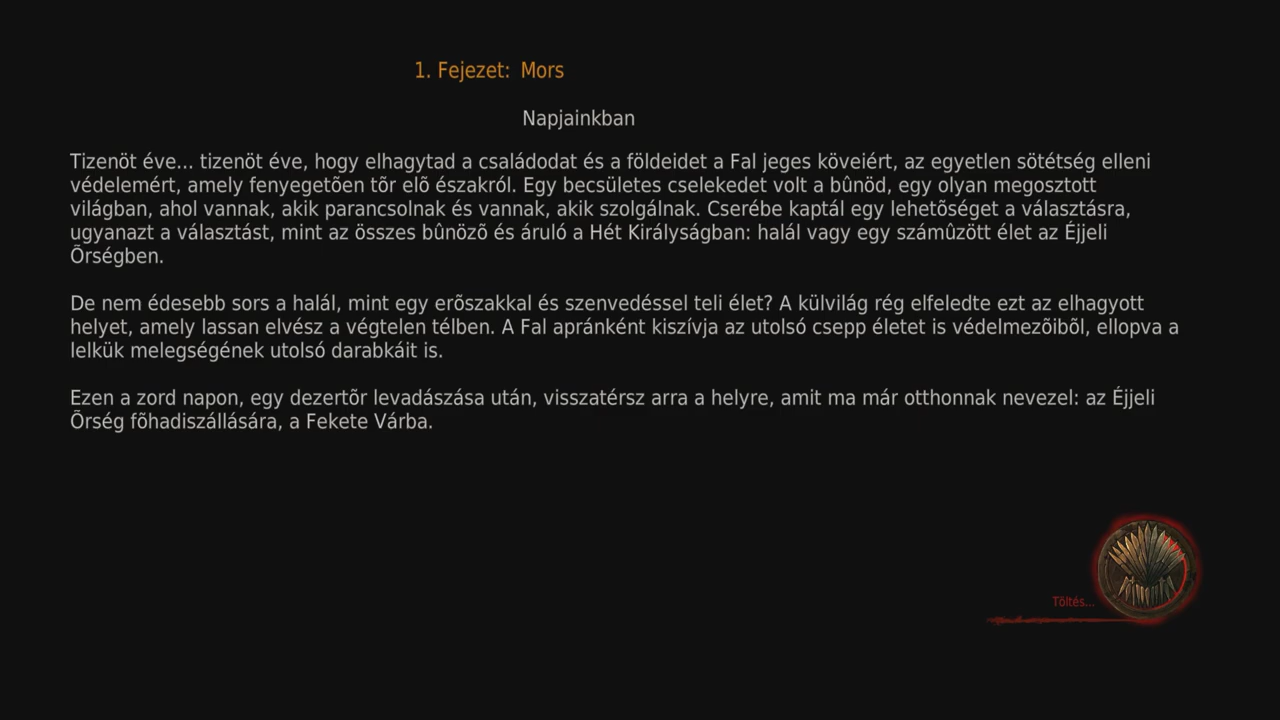 1. Fejezet: Mors
Napjainkban
Tizenöt éve... tizenöt éve, hogy elhagytad a családodat és a földeidet a Fal jeges köveiért, az egyetlen sötétség elleni
védelemért, amely fenyegetõen tõr elõ északról. Egy becsületes cselekedet volt a bûnöd, egy olyan megosztott
világban, ahol vannak, akik parancsolnak és vannak, akik szolgálnak. Cserébe kaptál egy lehetõséget a választásra,
ugyanazt a választást, mint az összes bûnözõ és áruló a Hét Királyságban: halál vagy egy számûzött élet az Éjjeli
Õrségben.
De nem édesebb sors a halál, mint egy erõszakkal és szenvedéssel teli élet? A külvilág rég elfeledte ezt az elhagyott
helyet, amely lassan elvész a végtelen télben. A Fal apránként kiszívja az utolsó csepp életet is védelmezõibõl, ellopva a
lelkük melegségének utolsó darabkáit is.
Ezen a zord napon, egy dezertõr levadászása után, visszatérsz arra a helyre, amit ma már otthonnak nevezel: az Éjjeli
Õrség fõhadiszállására, a Fekete Várba.
Töltés...